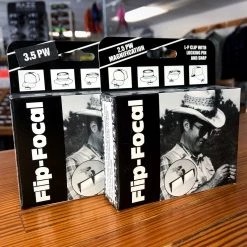 3.5 PW
2.5 PW
MAGNIFICATION
L-P CLIP WITH
LOCKING PIN
AND SNAP
Flip-Focal
Flip-Focal